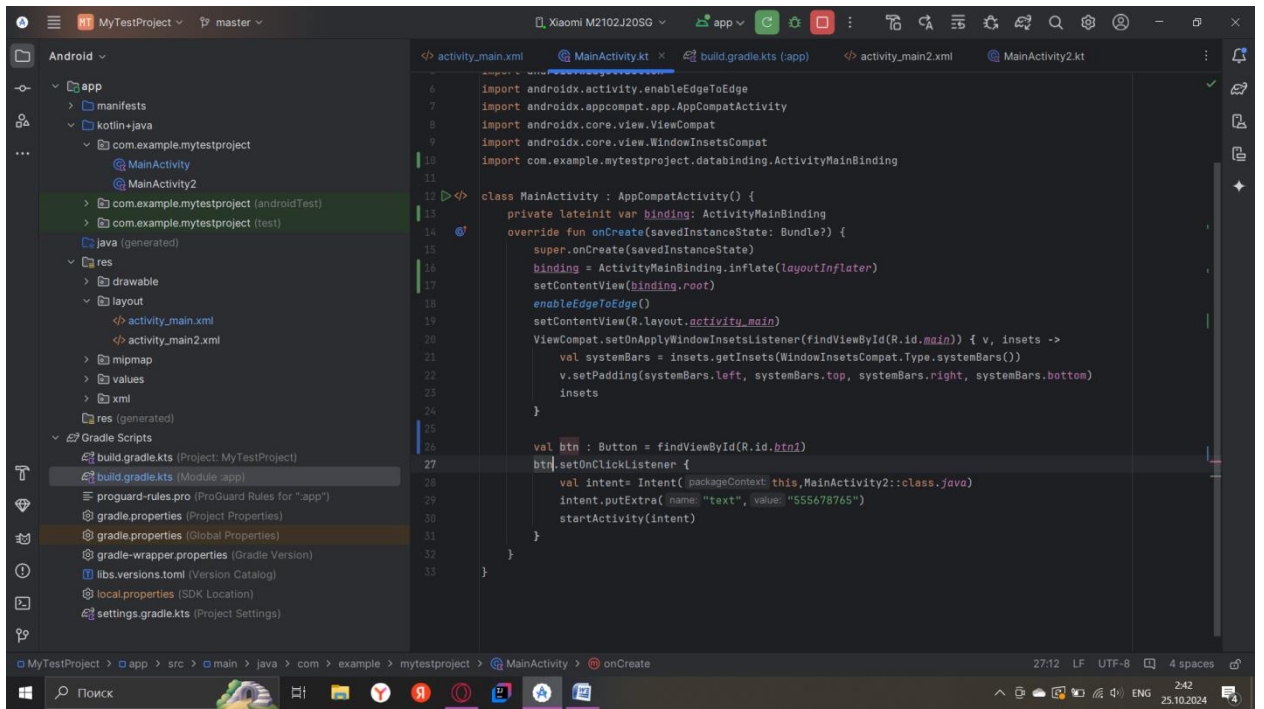 MT MyTestProject master Xiaomi M2102J20SG app
Android
activity_main.xml MainActivity.kt build.gradle.kts (:app) activity_main2.xml MainActivity2.kt
app
manifests
kotlin+java
com.example.mytestproject
MainActivity
MainActivity2
com.example.mytestproject (androidTest)
com.example.mytestproject (test)
java (generated)
res
drawable
layout
activity_main.xml
activity_main2.xml
mipmap
values
xml
res (generated)
Gradle Scripts
build.gradle.kts (Project: MyTestProject)
build.gradle.kts (Module :app)
proguard-rules.pro (ProGuard Rules for ":app")
gradle.properties (Project Properties)
gradle.properties (Global Properties)
gradle-wrapper.properties (Gradle Version)
libs.versions.toml (Version Catalog)
local.properties (SDK Location)
settings.gradle.kts (Project Settings)
6 import androidx.activity.enableEdgeToEdge
7 import androidx.appcompat.app.AppCompatActivity
8 import androidx.core.view.ViewCompat
9 import androidx.core.view.WindowInsetsCompat
10 import com.example.mytestproject.databinding.ActivityMainBinding
11
12 class MainActivity : AppCompatActivity() {
13 private lateinit var binding: ActivityMainBinding
14 override fun onCreate(savedInstanceState: Bundle?) {
15 super.onCreate(savedInstanceState)
16 binding = ActivityMainBinding.inflate(layoutInflater)
17 setContentView(binding.root)
18 enableEdgeToEdge()
19 setContentView(R.layout.activity_main)
20 ViewCompat.setOnApplyWindowInsetsListener(findViewById(R.id.main)) { v, insets ->
21 val systemBars = insets.getInsets(WindowInsetsCompat.Type.systemBars())
22 v.setPadding(systemBars.left, systemBars.top, systemBars.right, systemBars.bottom)
23 insets
24 }
25
26 val btn : Button = findViewById(R.id.btn1)
27 btn.setOnClickListener {
28 val intent= Intent( packageContext: this,MainActivity2::class.java)
29 intent.putExtra( name: "text", value: "555678765")
30 startActivity(intent)
31 }
32 }
33 }
MyTestProject > app > src > main > java > com > example > mytestproject > MainActivity > onCreate 27:12 LF UTF-8 4 spaces
Поиск ENG 2:42
25.10.2024 4